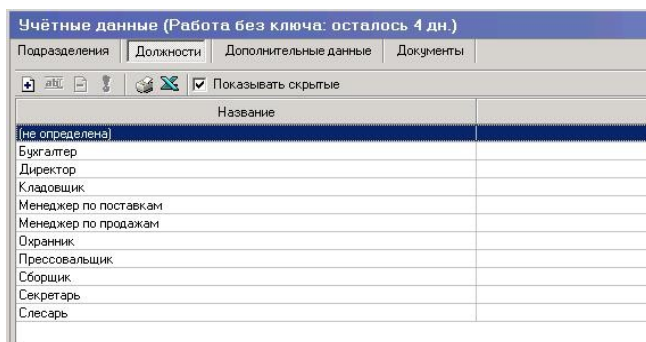 Учётные данные (Работа без ключа: осталось 4 дн.)
Подразделения Должности Дополнительные данные Документы
Показывать скрытые
Название
(не определена)
Бухгалтер
Директор
Кладовщик
Менеджер по поставкам
Менеджер по продажам
Охранник
Прессовальщик
Сборщик
Секретарь
Слесарь